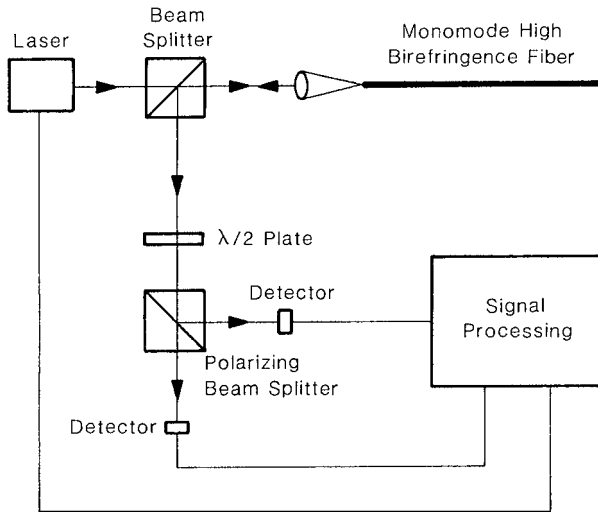 Laser
Beam
Splitter
Monomode High
Birefringence Fiber
λ/2 Plate
Detector
Signal
Processing
Polarizing
Beam Splitter
Detector